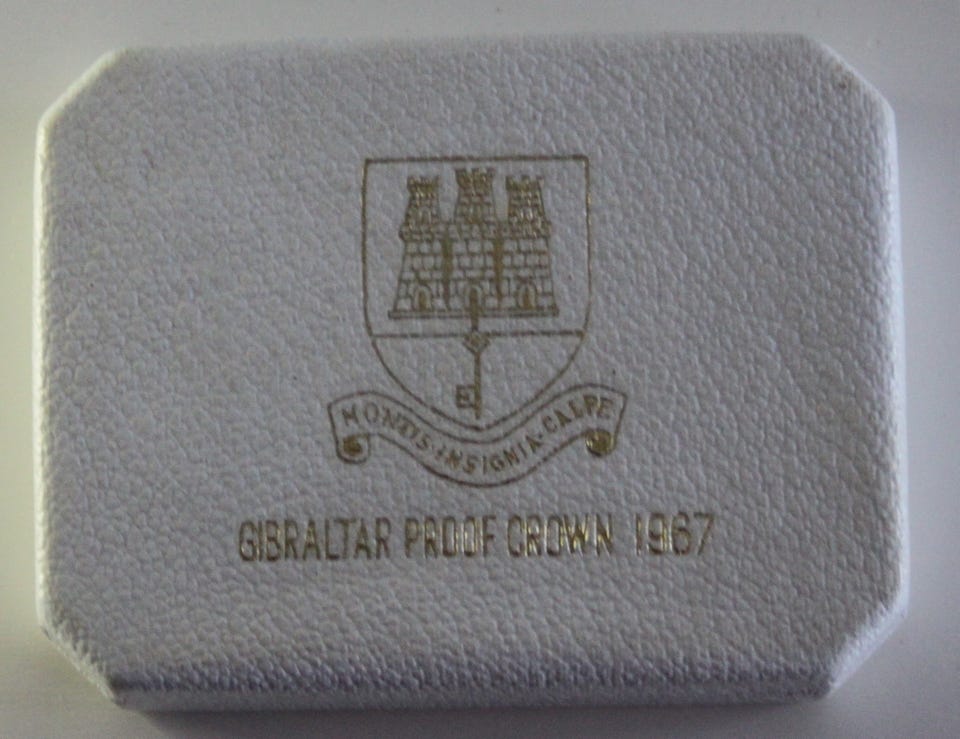 MONTIS·INSIGNIA·CALPE
GIBRALTAR PROOF CROWN 1967